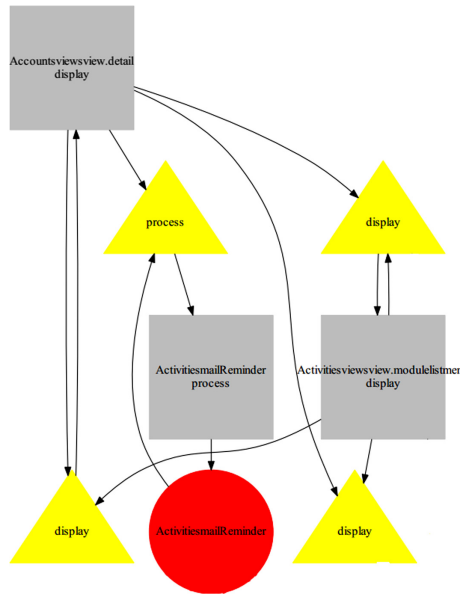 Accountsviewsview.detail
display
process
display
ActivitiesmailReminder
process
Activitiesviewsview.modulelistmen
display
display
ActivitiesmailReminder
display